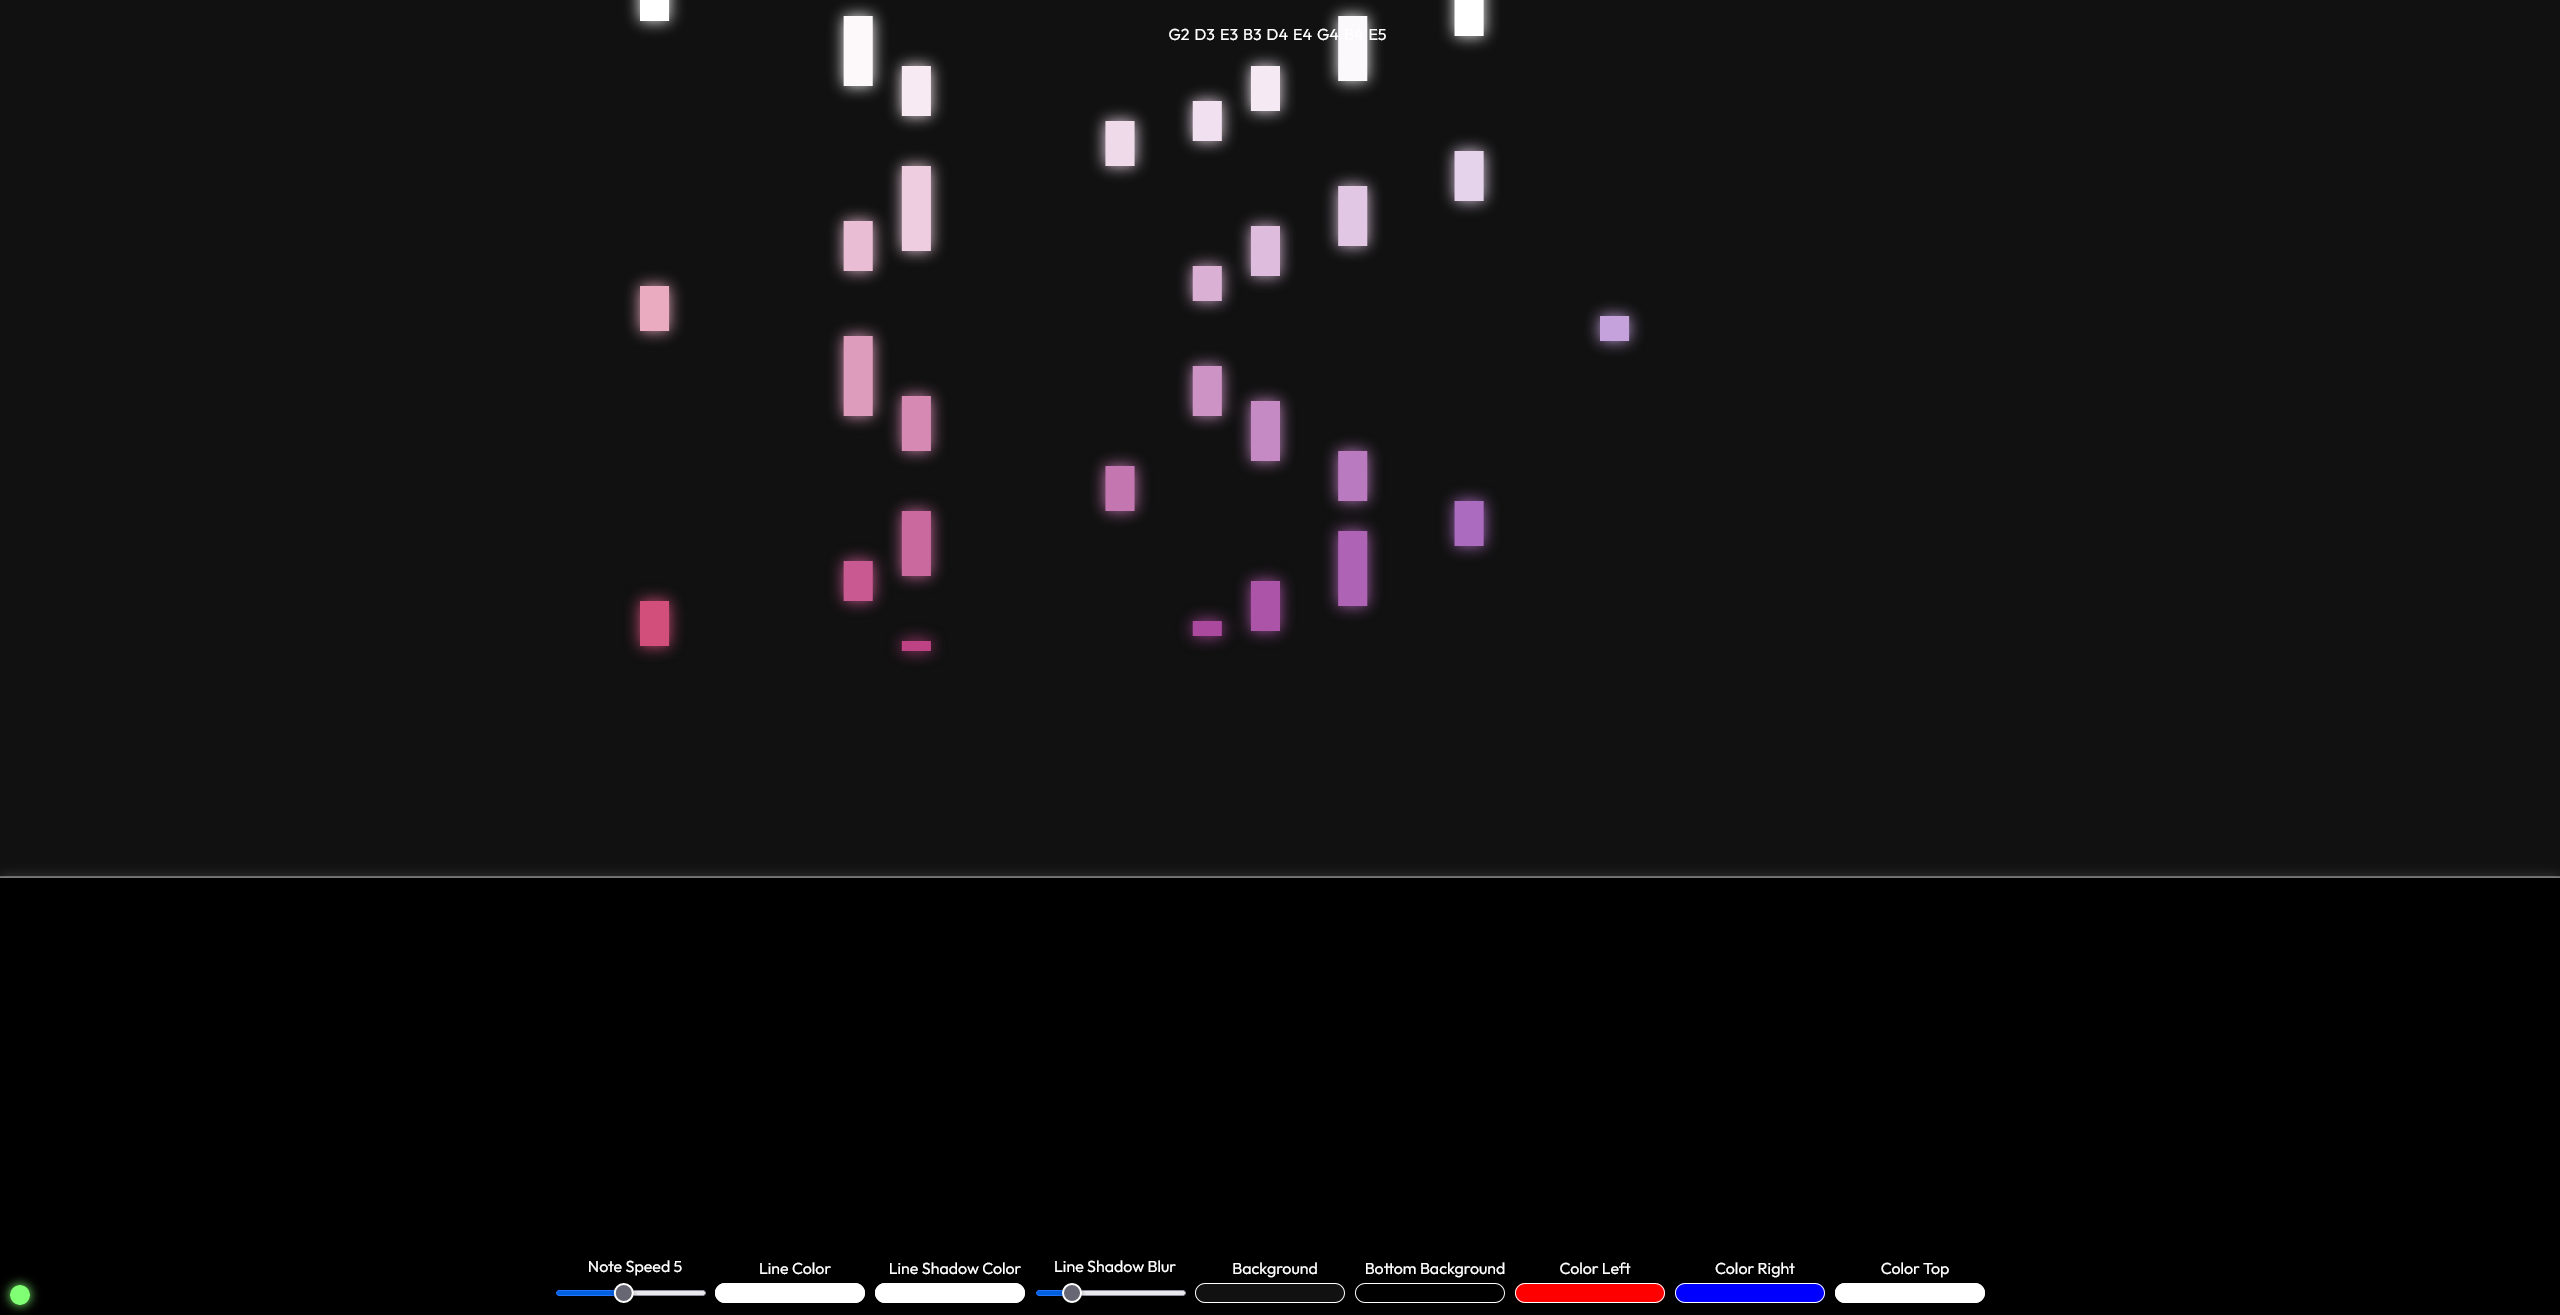 G2 D3 E3 B3 D4 E4 G4 E5
Note Speed 5
Line Color
Line Shadow Color
Line Shadow Blur
Background
Bottom Background
Color Left
Color Right
Color Top